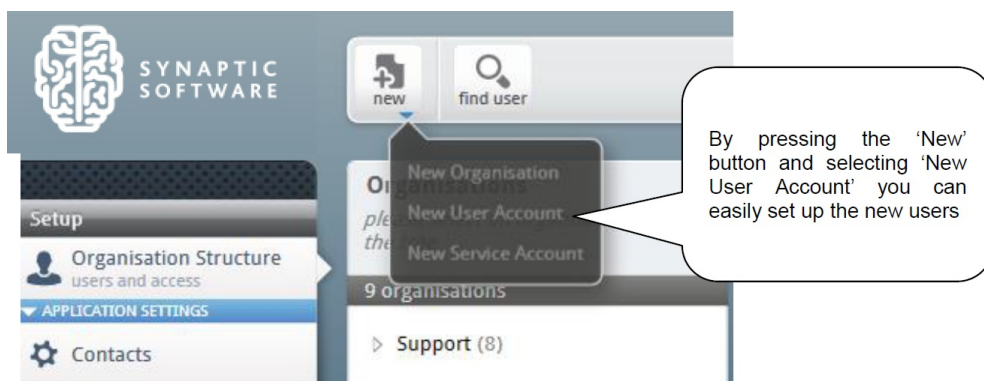 SYNAPTIC
SOFTWARE
new
find user
New Organisation
New User Account
New Service Account
By pressing the ‘New’
button and selecting ‘New
User Account’ you can
easily set up the new users
Setup
Organisation Structure
users and access
APPLICATION SETTINGS
Contacts
Organisations
the
9 organisations
Support (8)